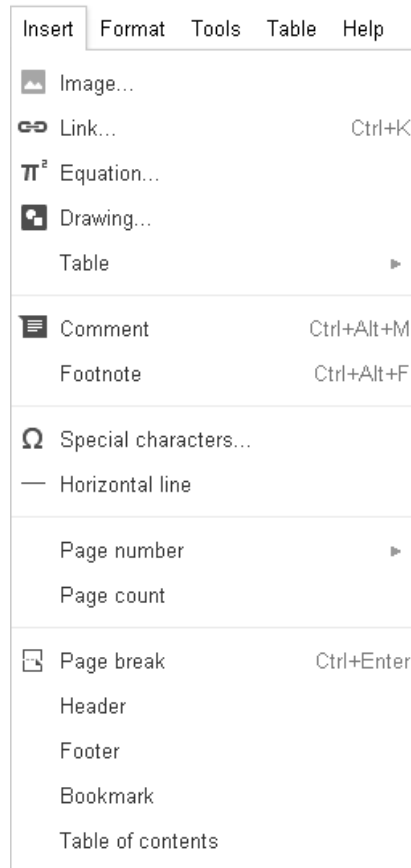 Insert Format Tools Table Help
Image...
Link... Ctrl+K
π² Equation...
Drawing...
Table
Comment Ctrl+Alt+M
Footnote Ctrl+Alt+F
Ω Special characters...
Horizontal line
Page number
Page count
Page break Ctrl+Enter
Header
Footer
Bookmark
Table of contents